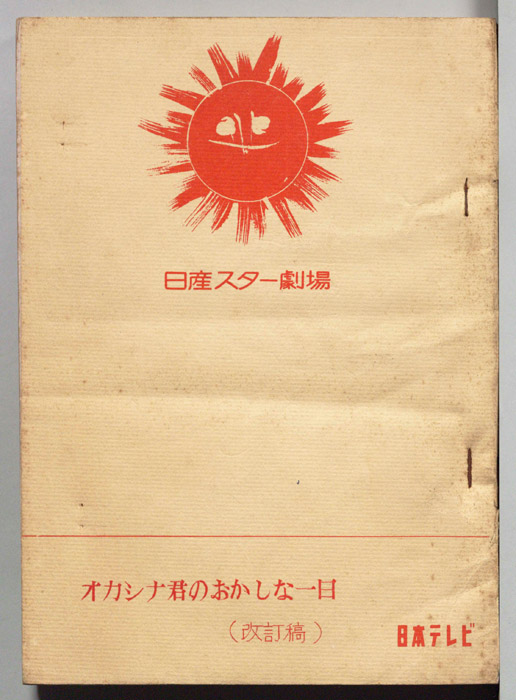 日産スター劇場
オカシナ君のおかしな一日
(改訂稿)
日本テレビ